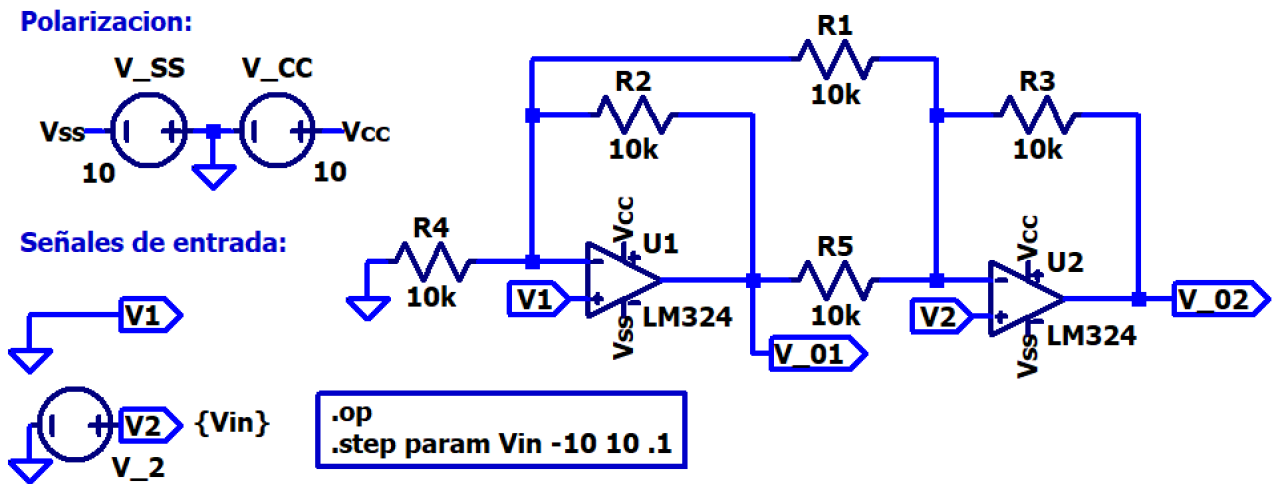 Polarizacion:
V_SS
V_CC
Vss
Vcc
10
10
Señales de entrada:
V1
V2
{Vin}
V_2
.op
.step param Vin -10 10 .1
R1
10k
R2
10k
R3
10k
R4
10k
V1
Vcc
U1
Vss
LM324
R5
10k
V_01
V2
Vcc
U2
Vss
LM324
V_02